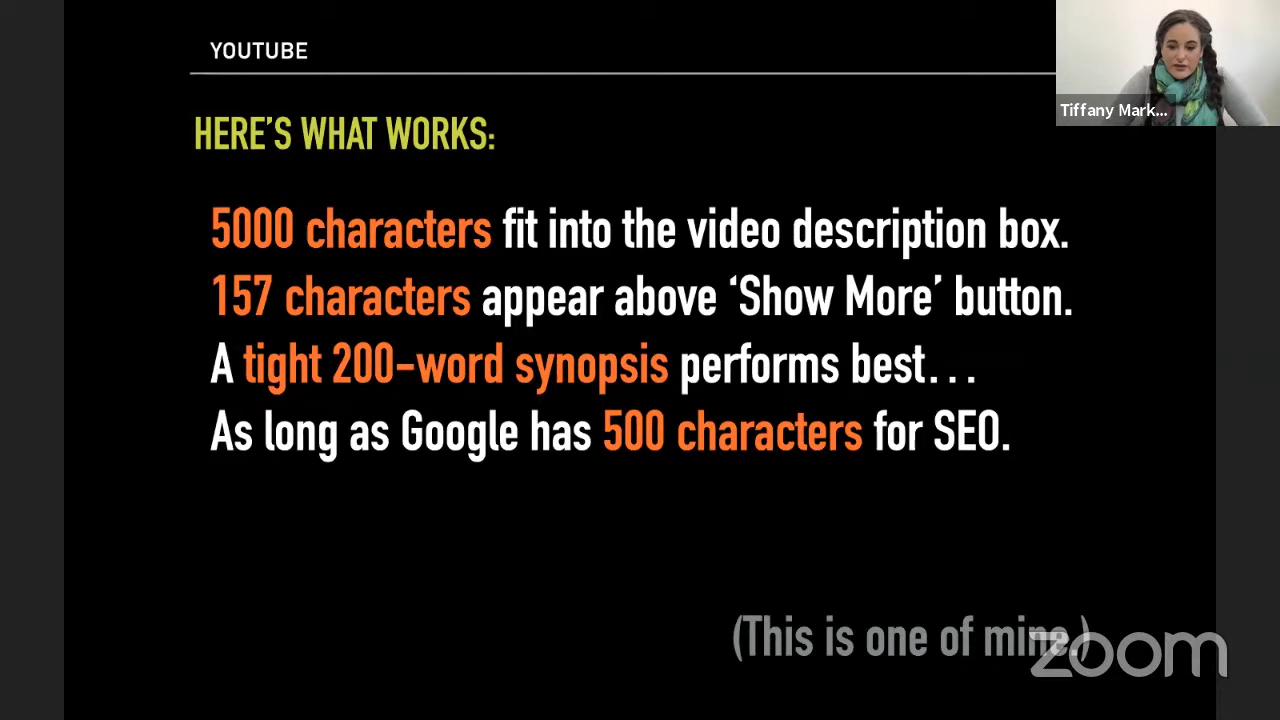 YOUTUBE
Tiffany Mark...
HERE’S WHAT WORKS:
5000 characters fit into the video description box.
157 characters appear above ‘Show More’ button.
A tight 200-word synopsis performs best...
As long as Google has 500 characters for SEO.
(This is one of mine.)
zoom